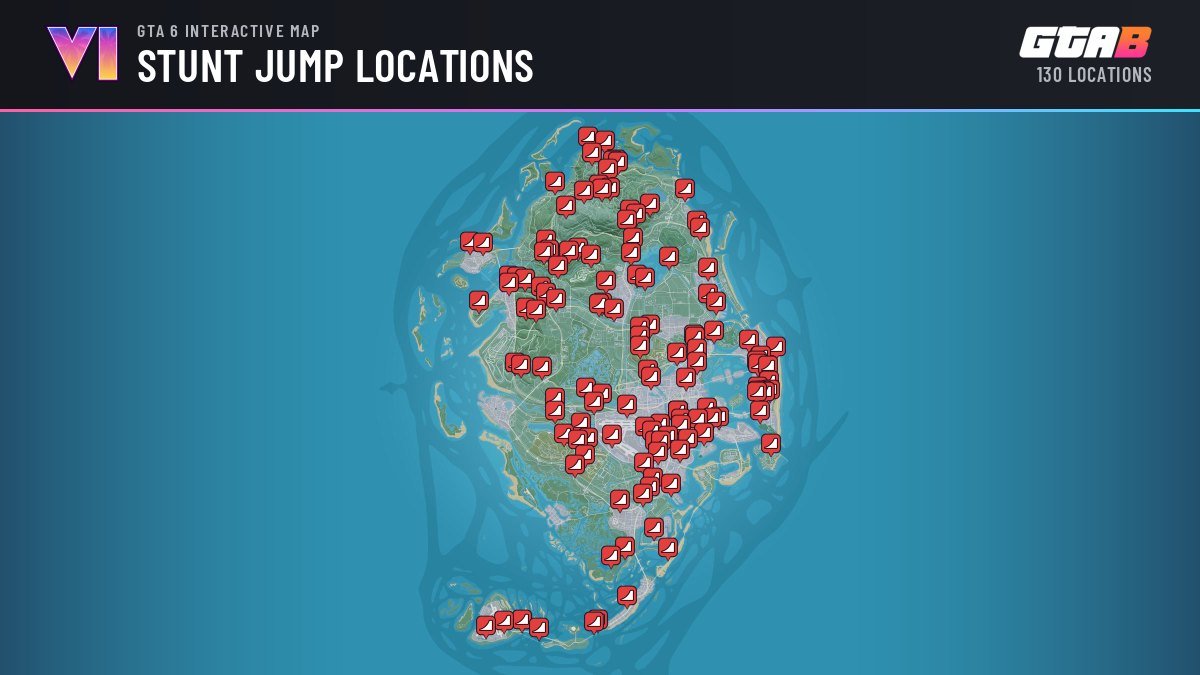 VI
GTA 6 INTERACTIVE MAP
STUNT JUMP LOCATIONS
GTAB
130 LOCATIONS